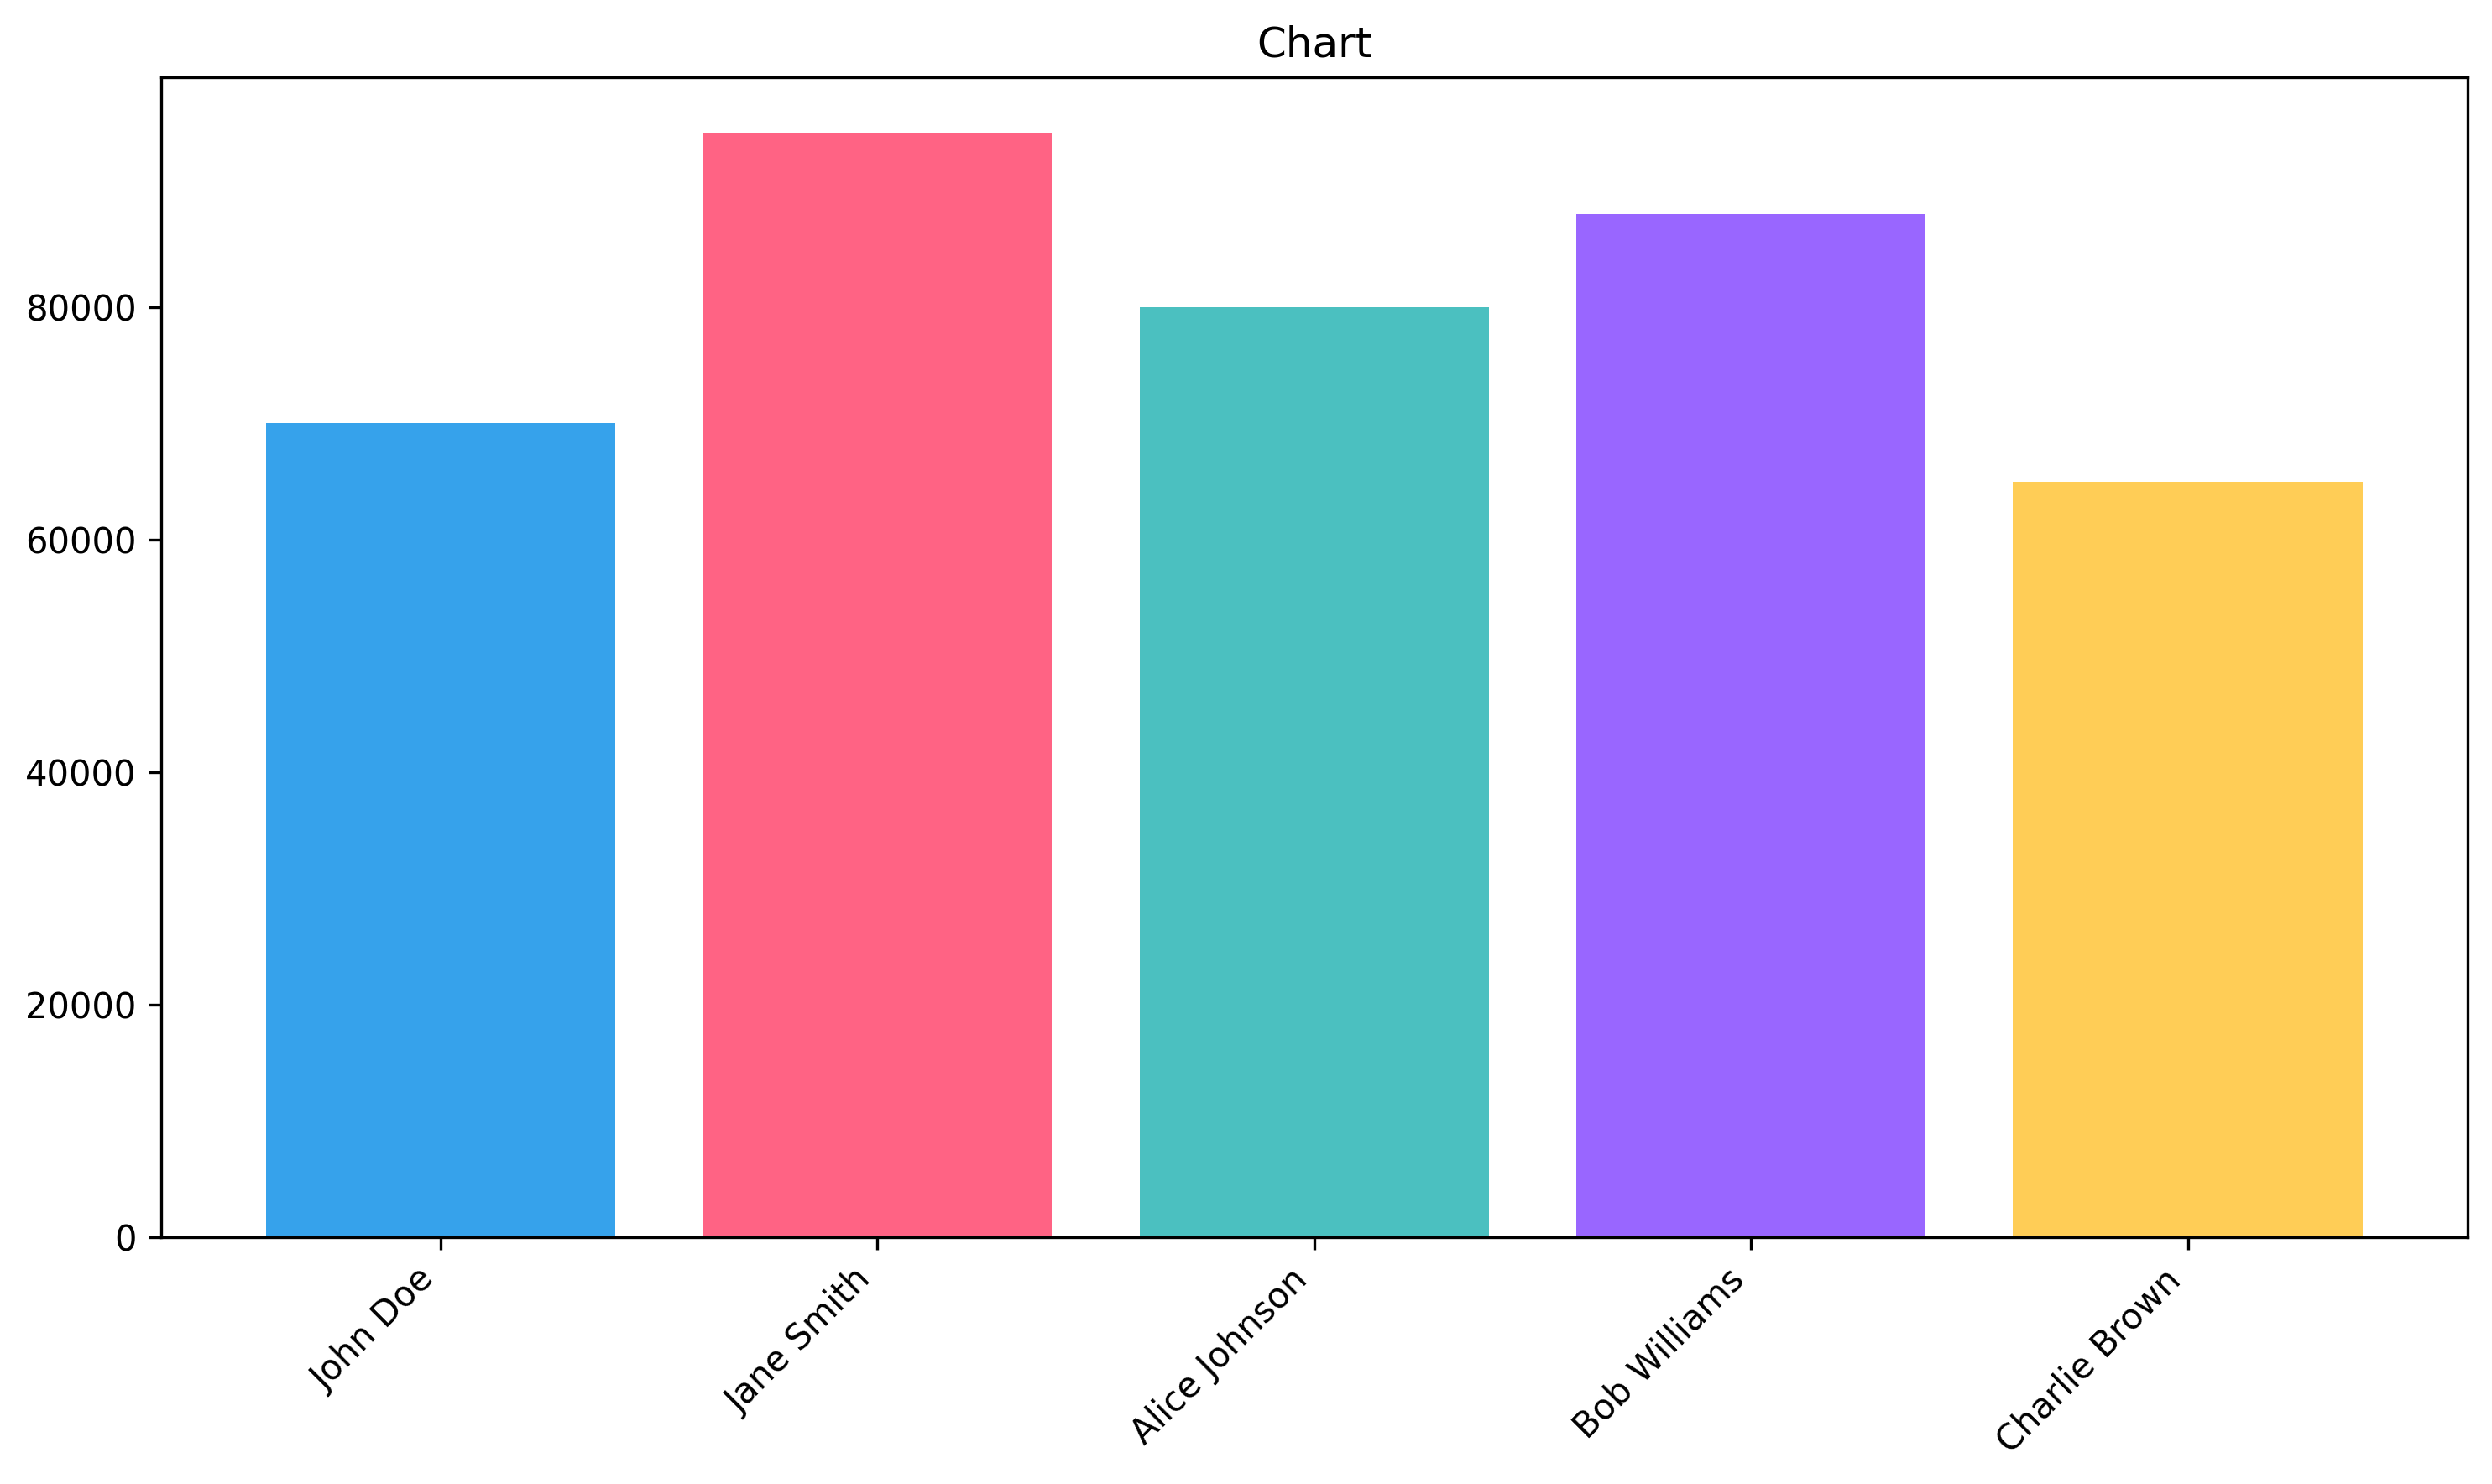 Chart
80000
60000
40000
20000
0
John Doe
Jane Smith
Alice Johnson
Bob Williams
Charlie Brown